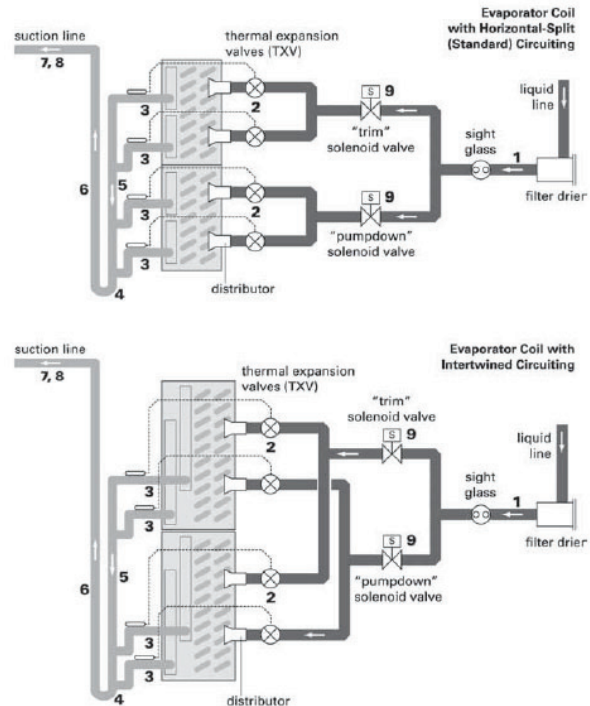 Evaporator Coil
with Horizontal-Split
(Standard) Circuiting
suction line
7, 8
thermal expansion
valves (TXV)
liquid
line
S 9
2
"trim"
solenoid valve
sight
glass
1
filter drier
3
3
6
5
3
3
4
2
S 9
"pumpdown"
solenoid valve
distributor
Evaporator Coil with
Intertwined Circuiting
suction line
7, 8
thermal expansion
valves (TXV)
"trim"
solenoid valve
S 9
liquid
line
2
sight
glass
1
filter drier
3
3
6
5
S 9
"pumpdown"
solenoid valve
2
3
3
4
distributor